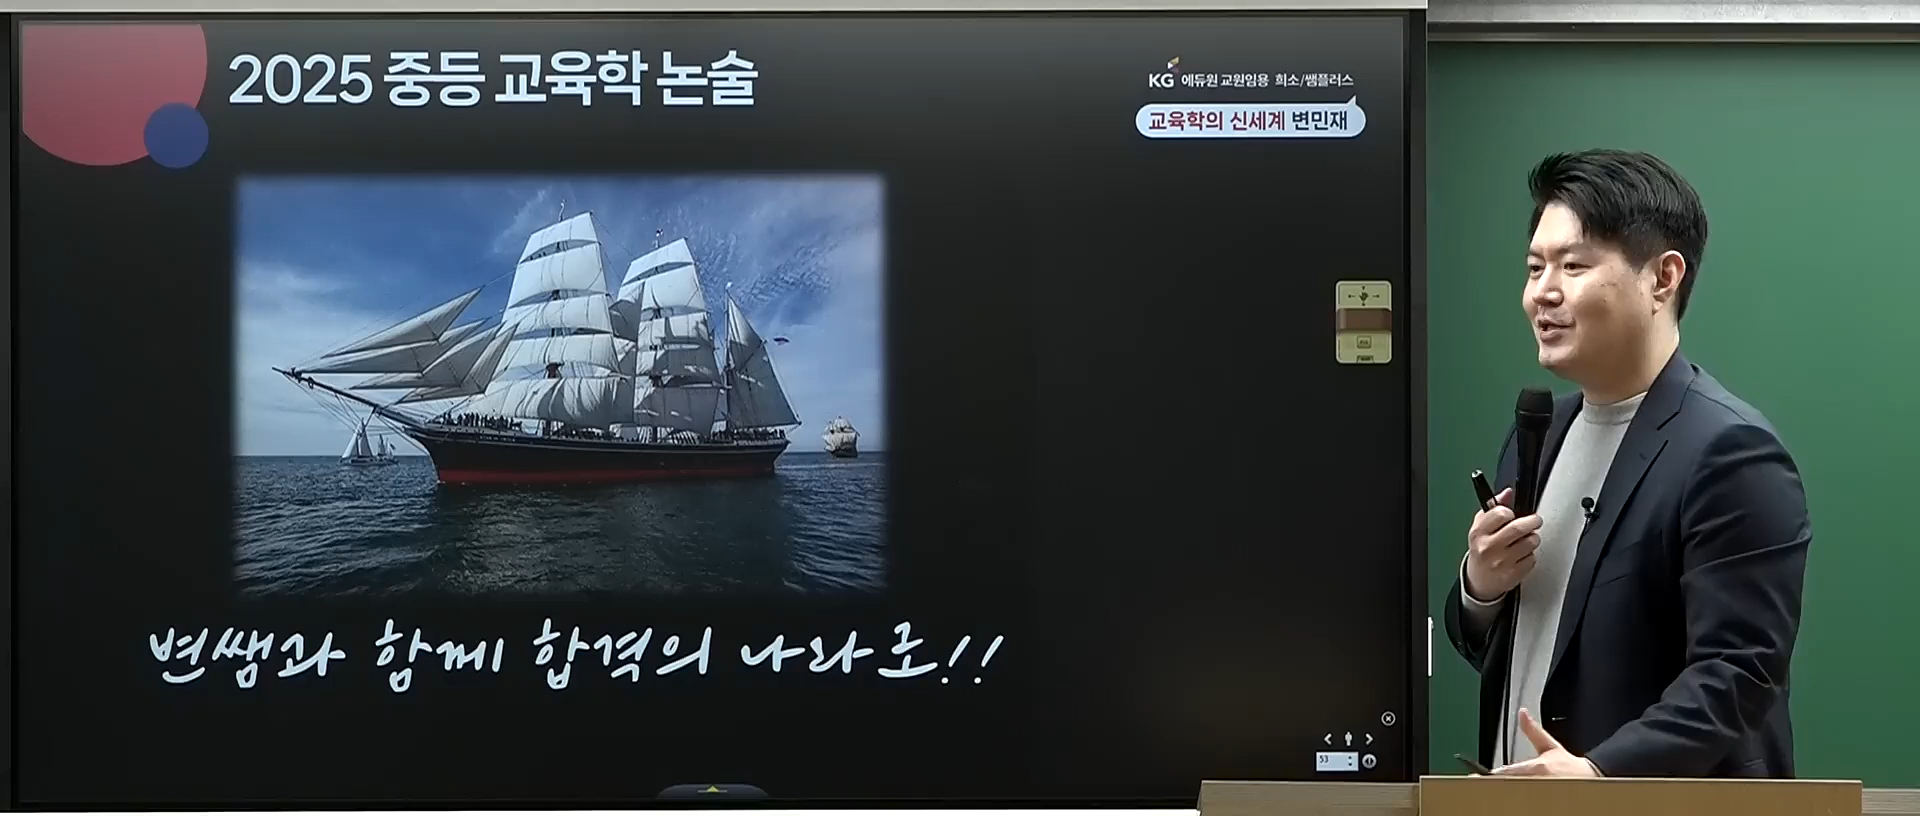 2025 중등 교육학 논술
KG 에듀원 교원임용 희소/쌤플러스
교육학의 신세계 변민재
변쌤과 함께 합격의 나라로!!
53